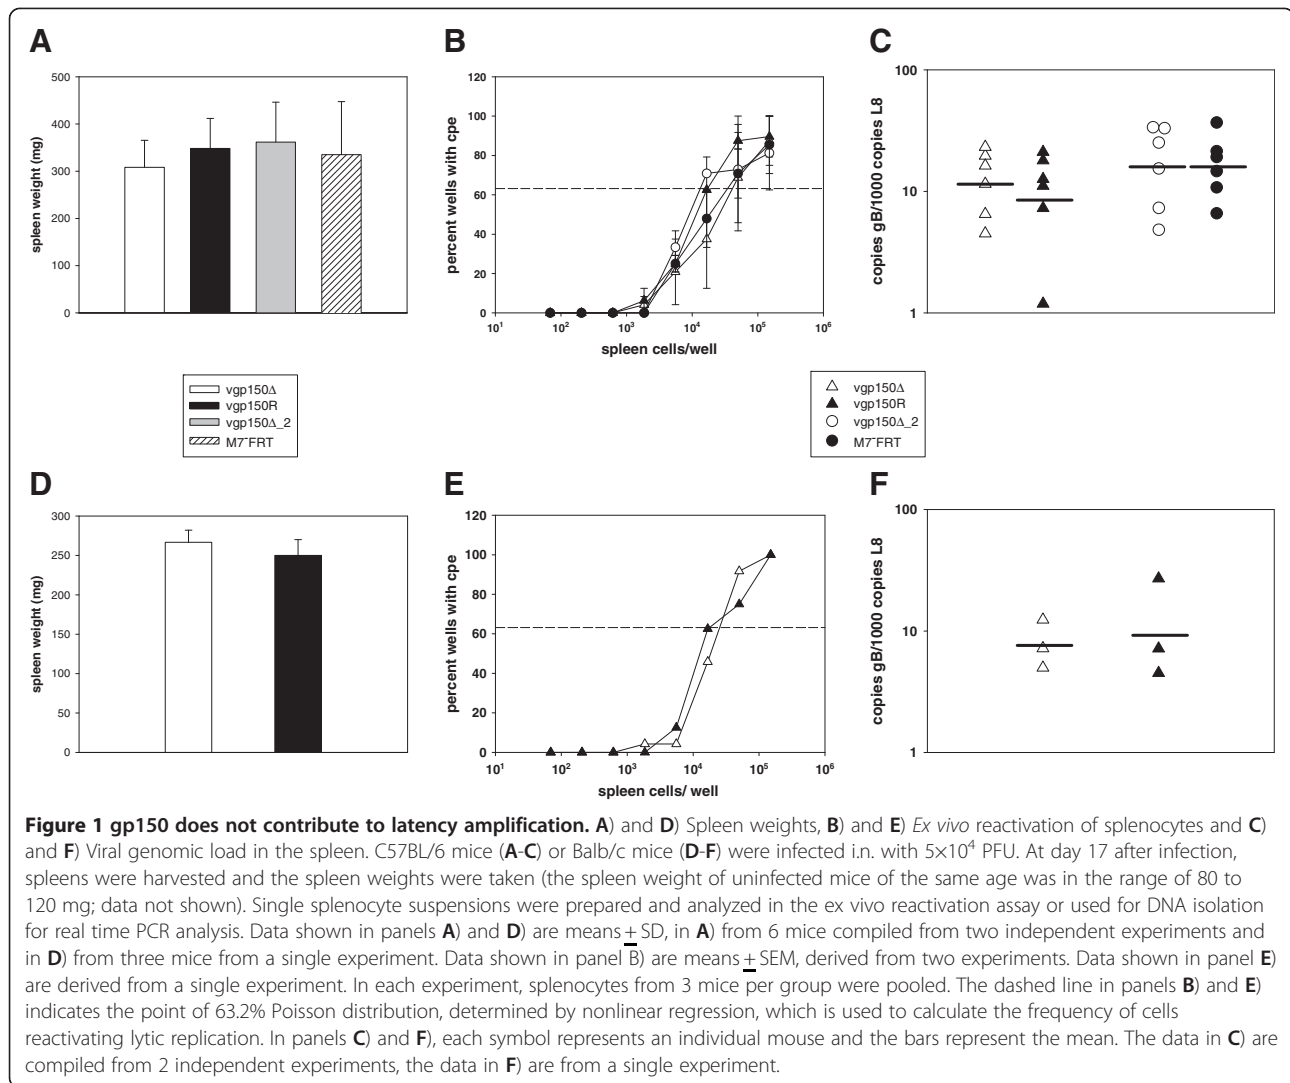 A
B
C
500
400
300
200
100
0
spleen weight (mg)
120
100
80
60
40
20
0
percent wells with cpe
10¹ 10² 10³ 10⁴ 10⁵ 10⁶
spleen cells/well
100
10
1
copies gB/1000 copies L8
vgp150Δ
vgp150R
vgp150Δ_2
M7⁻FRT
vgp150Δ
vgp150R
vgp150Δ_2
M7⁻FRT
D
E
F
300
250
200
150
100
50
0
spleen weight (mg)
120
100
80
60
40
20
0
percent wells with cpe
10¹ 10² 10³ 10⁴ 10⁵ 10⁶
spleen cells/ well
100
10
1
copies gB/1000 copies L8
Figure 1 gp150 does not contribute to latency amplification. A) and D) Spleen weights, B) and E) Ex vivo reactivation of splenocytes and C)
and F) Viral genomic load in the spleen. C57BL/6 mice (A-C) or Balb/c mice (D-F) were infected i.n. with 5×10⁴ PFU. At day 17 after infection,
spleens were harvested and the spleen weights were taken (the spleen weight of uninfected mice of the same age was in the range of 80 to
120 mg; data not shown). Single splenocyte suspensions were prepared and analyzed in the ex vivo reactivation assay or used for DNA isolation
for real time PCR analysis. Data shown in panels A) and D) are means + SD, in A) from 6 mice compiled from two independent experiments and
in D) from three mice from a single experiment. Data shown in panel B) are means + SEM, derived from two experiments. Data shown in panel E)
are derived from a single experiment. In each experiment, splenocytes from 3 mice per group were pooled. The dashed line in panels B) and E)
indicates the point of 63.2% Poisson distribution, determined by nonlinear regression, which is used to calculate the frequency of cells
reactivating lytic replication. In panels C) and F), each symbol represents an individual mouse and the bars represent the mean. The data in C) are
compiled from 2 independent experiments, the data in F) are from a single experiment.